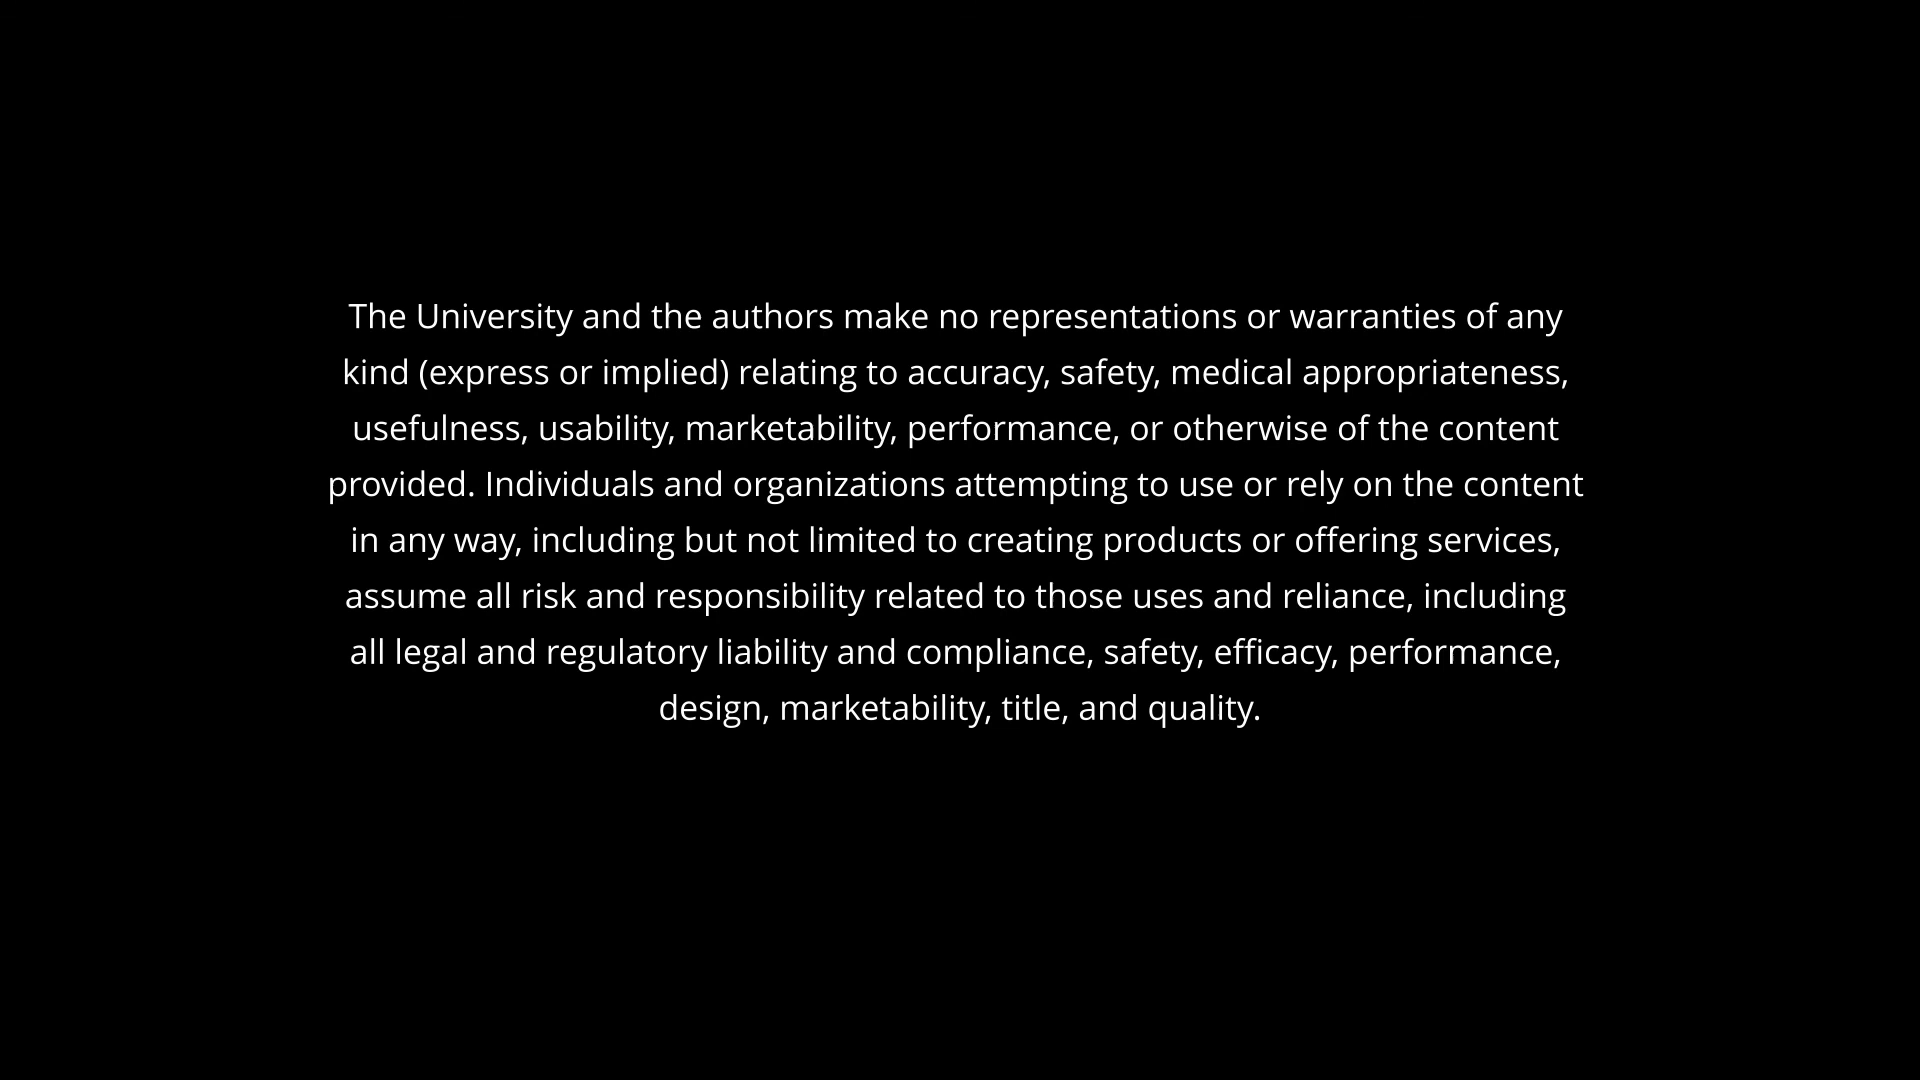 The University and the authors make no representations or warranties of any
kind (express or implied) relating to accuracy, safety, medical appropriateness,
usefulness, usability, marketability, performance, or otherwise of the content
provided. Individuals and organizations attempting to use or rely on the content
in any way, including but not limited to creating products or offering services,
assume all risk and responsibility related to those uses and reliance, including
all legal and regulatory liability and compliance, safety, efficacy, performance,
design, marketability, title, and quality.